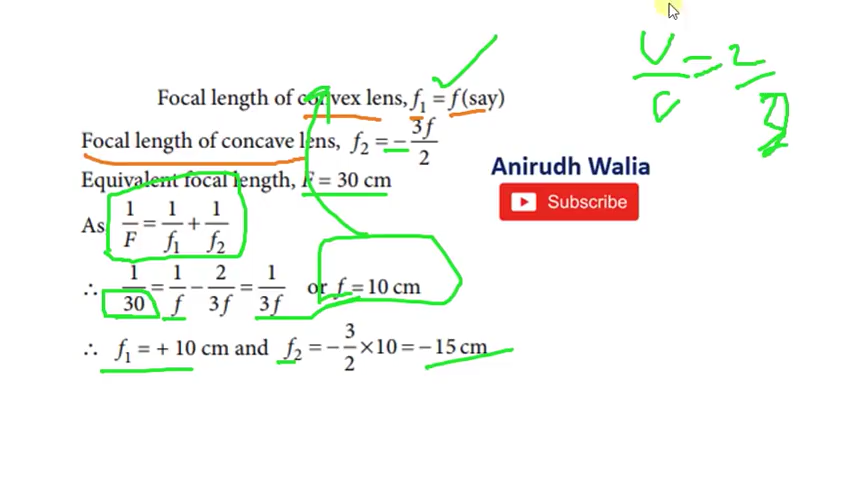 Focal length of convex lens, f₁ = f(say)
Focal length of concave lens, f₂ = − 3f/2
Equivalent focal length, F = 30 cm
As 1/F = 1/f₁ + 1/f₂
∴ 1/30 = 1/f − 2/3f = 1/3f or f = 10 cm
∴ f₁ = + 10 cm and f₂ = − 3/2 × 10 = − 15 cm
Anirudh Walia
Subscribe